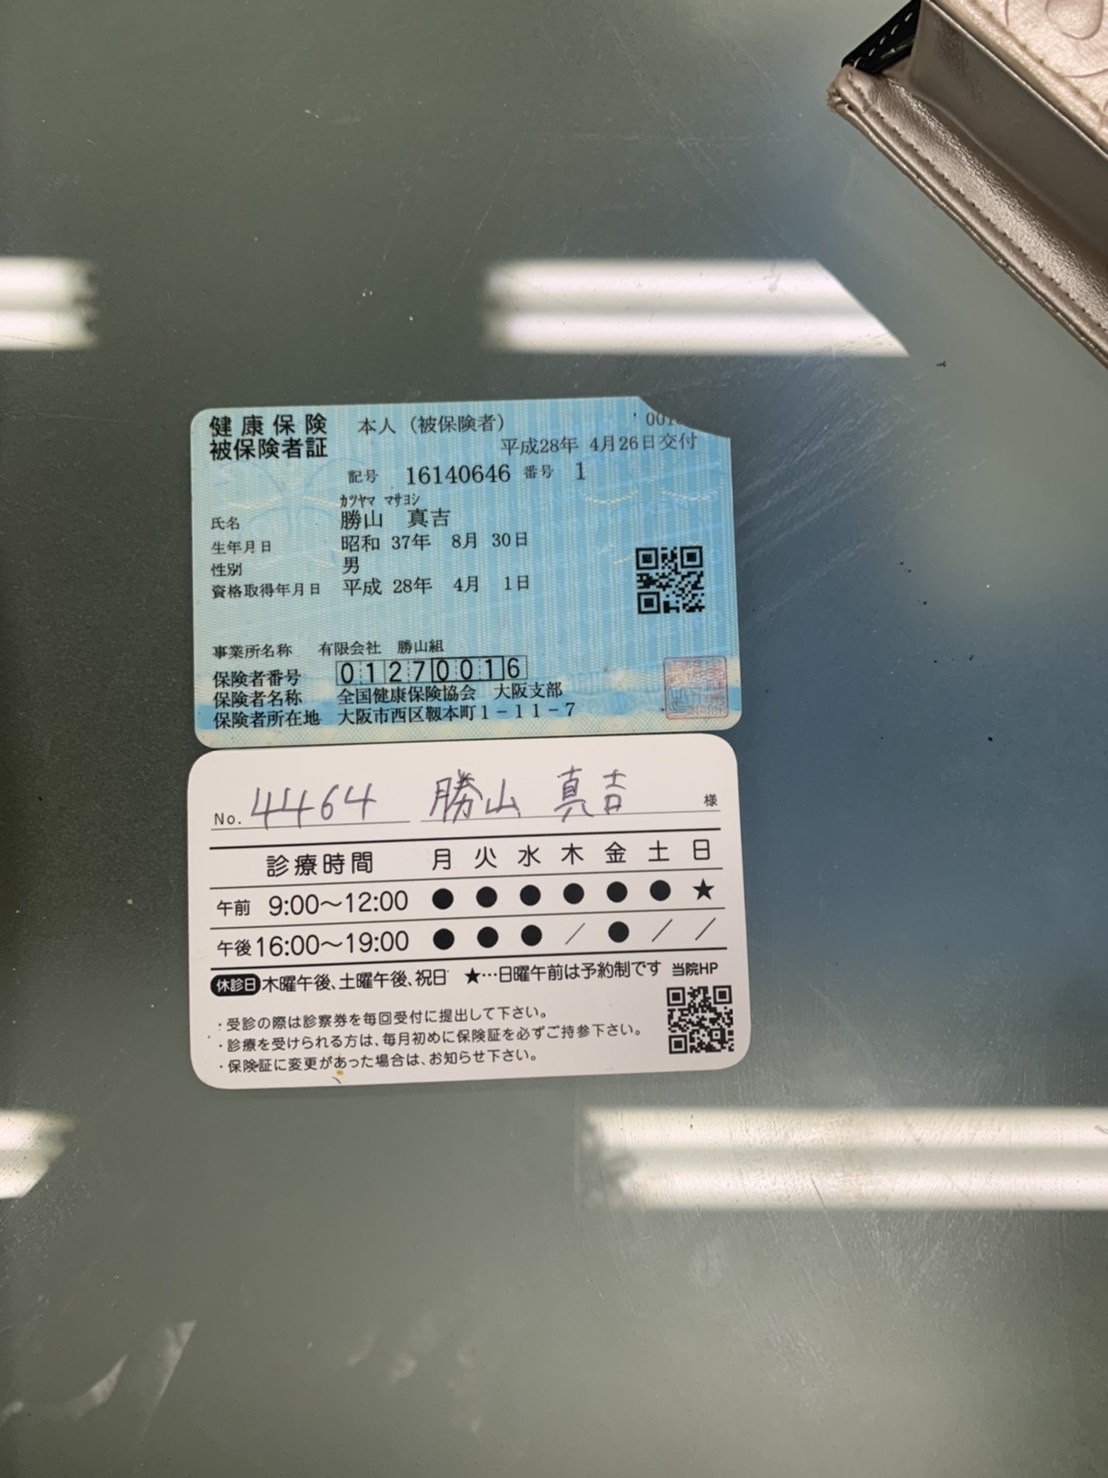 健康保険 本人（被保険者） 001
被保険者証 平成28年 4月26日交付
記号 16140646 番号 1
カツヤマ マサヨシ
氏名 勝山 真吉
生年月日 昭和 37年 8月 30日
性別 男
資格取得年月日 平成 28年 4月 1日
事業所名称 有限会社 勝山組
保険者番号 01270016
保険者名称 全国健康保険協会 大阪支部
保険者所在地 大阪市西区靱本町1－11－7
No. 4464 勝山 真吉 様
診療時間 月 火 水 木 金 土 日
午前 9:00～12:00 ● ● ● ● ● ● ★
午後 16:00～19:00 ● ● ● ／ ● ／ ／
休診日 木曜午後、土曜午後、祝日 ★…日曜午前は予約制です 当院HP
・受診の際は診察券を毎回受付に提出して下さい。
・診療を受けられる方は、毎月初めに保険証を必ずご持参下さい。
・保険証に変更があった場合は、お知らせ下さい。